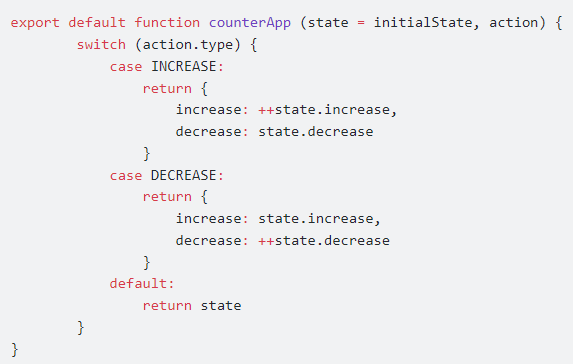 export default function counterApp (state = initialState, action) {
switch (action.type) {
case INCREASE:
return {
increase: ++state.increase,
decrease: state.decrease
}
case DECREASE:
return {
increase: state.increase,
decrease: ++state.decrease
}
default:
return state
}
}